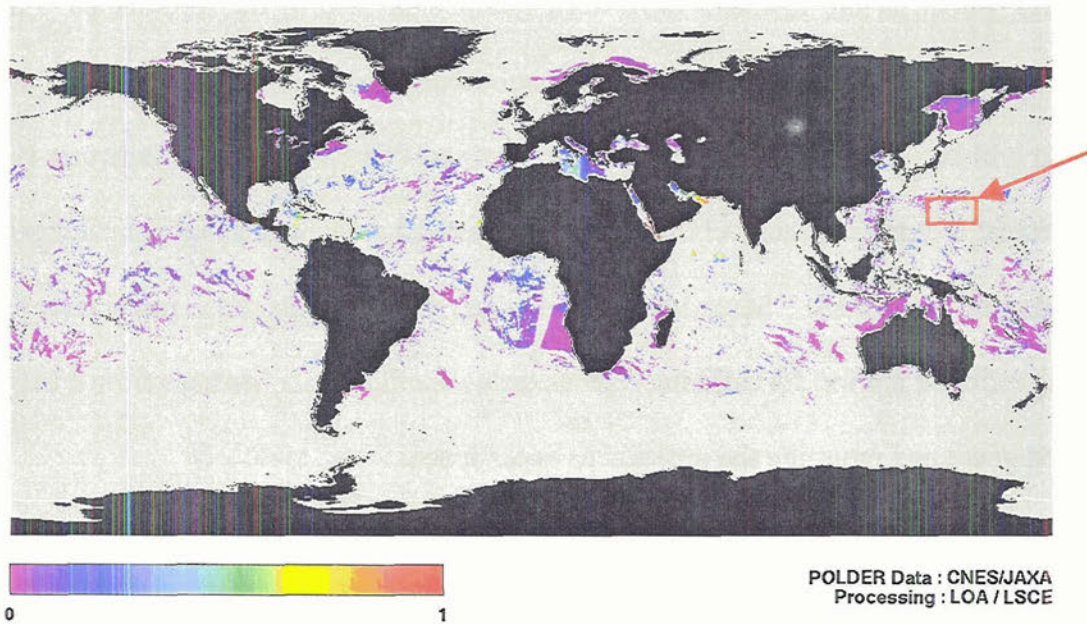 0
1
POLDER Data : CNES/JAXA
Processing : LOA / LSCE